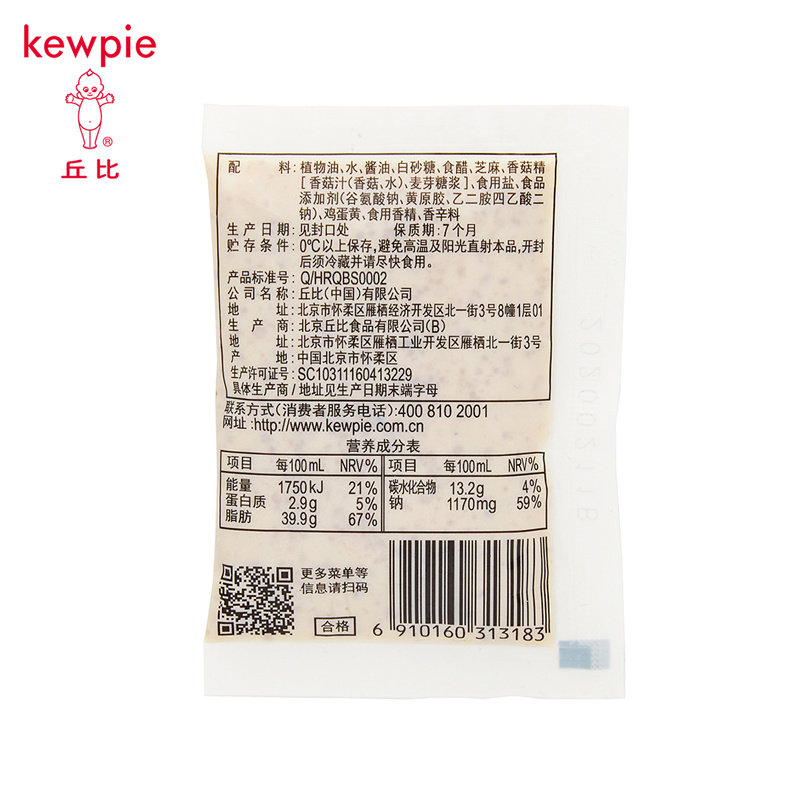 kewpie
®
丘比
配 料:植物油、水、酱油、白砂糖、食醋、芝麻、香菇精
[香菇汁(香菇、水)、麦芽糖浆]、食用盐、食品
添加剂(谷氨酸钠、黄原胶、乙二胺四乙酸二
钠)、鸡蛋黄、食用香精、香辛料
生产日期:见封口处 保质期:7个月
贮存条件:0℃以上保存,避免高温及阳光直射本品,开封
后须冷藏并请尽快食用。
产品标准号:Q/HRQBS0002
公司名称:丘比(中国)有限公司
地 址:北京市怀柔区雁栖经济开发区北一街3号8幢1层01
生 产 商:北京丘比食品有限公司(B)
地 址:北京市怀柔区雁栖工业开发区雁栖北一街3号
产 地:中国北京市怀柔区
生产许可证号:SC10311160413229
具体生产商/地址见生产日期末端字母
联系方式(消费者服务电话):400 810 2001
网址:http://www.kewpie.com.cn
营养成分表
项目 每100mL NRV% 项目 每100mL NRV%
能量 1750kJ 21% 碳水化合物 13.2g 4%
蛋白质 2.9g 5% 钠 1170mg 59%
脂肪 39.9g 67%
更多菜单等
信息请扫码
合格
6 910160 313183
20200211B